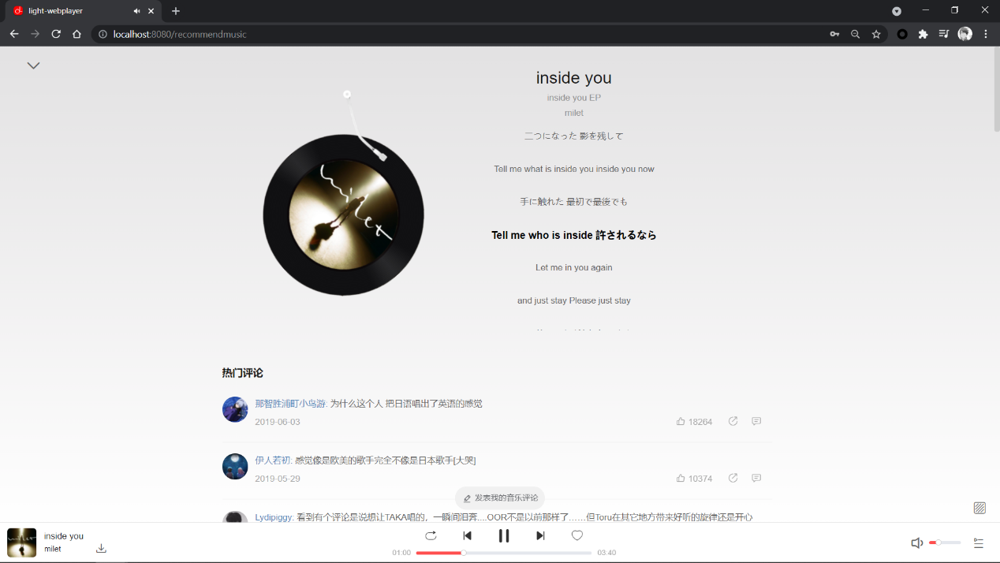 light-webplayer
localhost:8080/recommendmusic
inside you
inside you EP
milet
二つになった 影を残して
Tell me what is inside you inside you now
手に触れた 最初で最後でも
Tell me who is inside 許されるなら
Let me in you again
and just stay Please just stay
milet
热门评论
那智胜浦町小鸟游: 为什么这个人 把日语唱出了英语的感觉
2019-06-03
18264
伊人若初: 感觉像是欧美的歌手完全不像是日本歌手[大哭]
2019-05-29
10374
发表我的音乐评论
Lydipiggy: 看到有个评论是说想让TAKA唱的，一瞬间泪奔....OOR不是以前那样了……但Toru在其它地方带来好听的旋律还是开心
inside you
milet
01:00
03:40